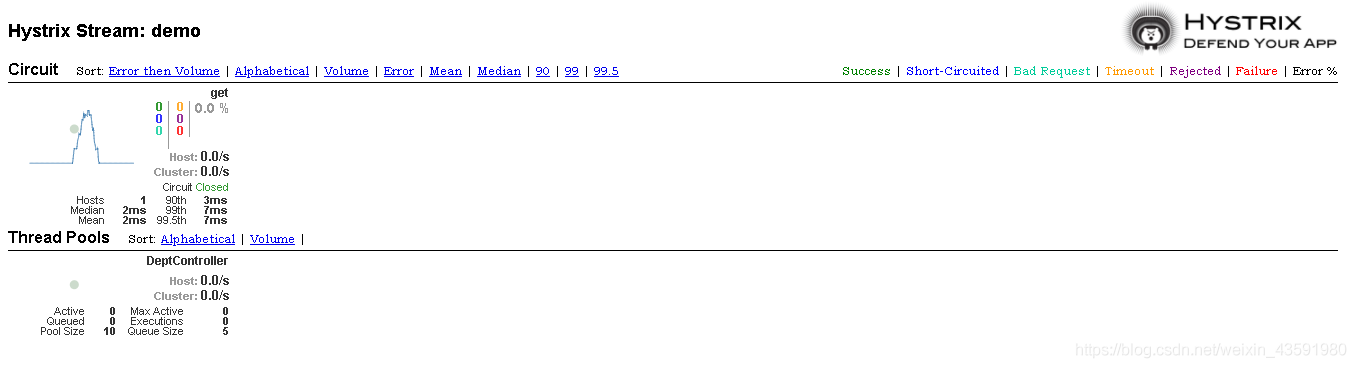 Hystrix Stream: demo
HYSTRIX
DEFEND YOUR APP
Circuit Sort: Error then Volume | Alphabetical | Volume | Error | Mean | Median | 90 | 99 | 99.5 Success | Short-Circuited | Bad Request | Timeout | Rejected | Failure | Error %
get
0 0 0.0 %
0 0
0 0
Host: 0.0/s
Cluster: 0.0/s
Circuit Closed
Hosts 1 90th 3ms
Median 2ms 99th 7ms
Mean 2ms 99.5th 7ms
Thread Pools Sort: Alphabetical | Volume |
DeptController
Host: 0.0/s
Cluster: 0.0/s
Active 0 Max Active 0
Queued 0 Executions 0
Pool Size 10 Queue Size 5
https://blog.csdn.net/weixin_43591980